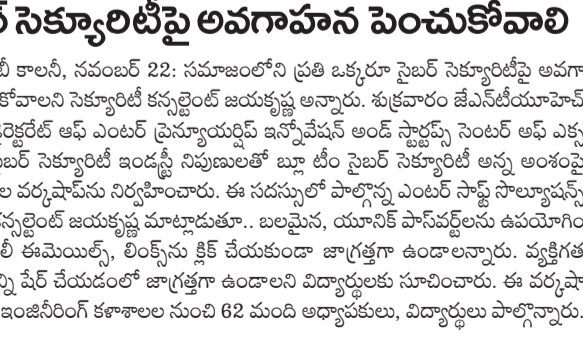 సెక్యూరిటీపై అవగాహన పెంచుకోవాలి
కాలనీ, నవంబర్ 22: సమాజంలోని ప్రతి ఒక్కరూ సైబర్ సెక్యూరిటీపై అవగా
కోవాలని సెక్యూరిటీ కన్సల్టెంట్ జయకృష్ణ అన్నారు. శుక్రవారం జేఎన్‌టీయూహెచ్
రెక్టరేట్ ఆఫ్ ఎంటర్ ప్రెన్యూయర్షిప్ ఇన్నోవేషన్ అండ్ స్టార్టప్స్ సెంటర్ ఆఫ్ ఎక్స
బర్ సెక్యూరిటీ ఇండస్ట్రీ నిపుణులతో బ్లూ టీం సైబర్ సెక్యూరిటీ అన్న అంశంపై
ల వర్కషాప్‌ను నిర్వహించారు. ఈ సదస్సులో పాల్గొన్న ఎంటర్ సాఫ్ట్ సొల్యూషన్స్
న్సల్టెంట్ జయకృష్ణ మాట్లాడుతూ.. బలమైన, యూనిక్ పాస్‌వర్డ్‌లను ఉపయోగిం
లీ ఈమెయిల్స్, లింక్స్‌ను క్లిక్ చేయకుండా జాగ్రత్తగా ఉండాలన్నారు. వ్యక్తిగత
న్ని షేర్ చేయడంలో జాగ్రత్తగా ఉండాలని విద్యార్థులకు సూచించారు. ఈ వర్కషా
ఇంజినీరింగ్ కళాశాలల నుంచి 62 మంది అధ్యాపకులు, విద్యార్థులు పాల్గొన్నారు.